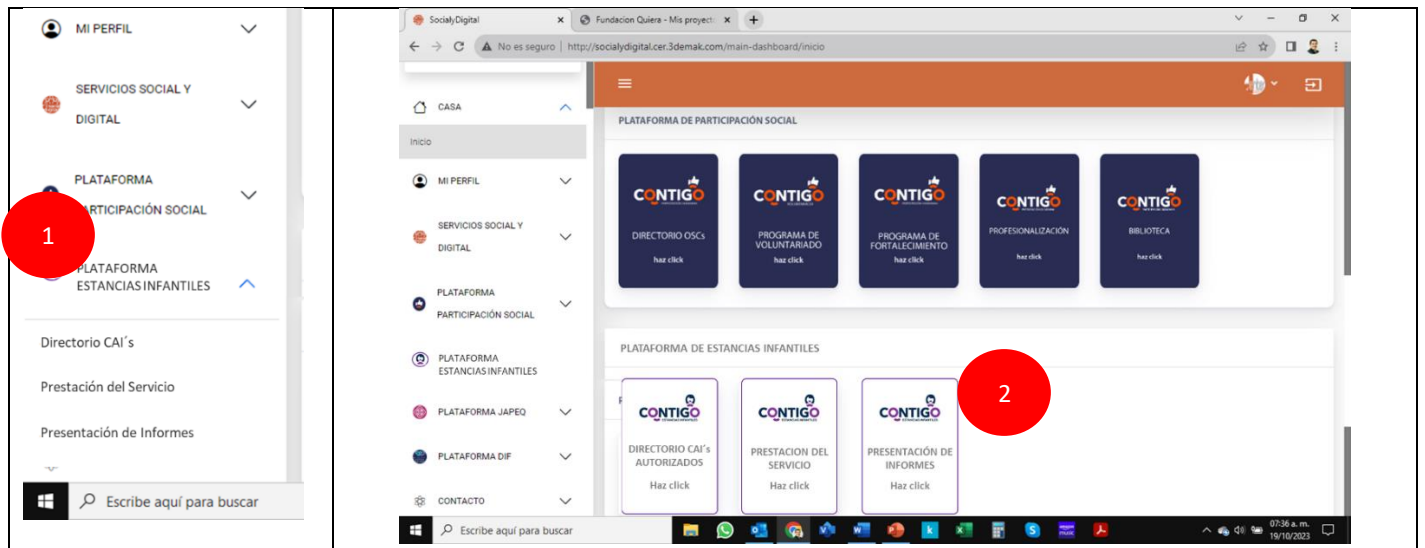 MI PERFIL
SERVICIOS SOCIAL Y
DIGITAL
PLATAFORMA
PARTICIPACIÓN SOCIAL
1
PLATAFORMA
ESTANCIAS INFANTILES
Directorio CAI´s
Prestación del Servicio
Presentación de Informes
Escribe aquí para buscar
SocialyDigital
Fundacion Quiera - Mis proyect
No es seguro | http://socialydigital.cer.3demak.com/main-dashboard/inicio
CASA
Inicio
MI PERFIL
SERVICIOS SOCIAL Y
DIGITAL
PLATAFORMA
PARTICIPACIÓN SOCIAL
PLATAFORMA
ESTANCIAS INFANTILES
PLATAFORMA JAPEQ
PLATAFORMA DIF
CONTACTO
PLATAFORMA DE PARTICIPACIÓN SOCIAL
CONTIGO
DIRECTORIO OSCs
haz click
CONTIGO
PROGRAMA DE
VOLUNTARIADO
haz click
CONTIGO
PROGRAMA DE
FORTALECIMIENTO
haz click
CONTIGO
PROFESIONALIZACIÓN
haz click
CONTIGO
BIBLIOTECA
haz click
PLATAFORMA DE ESTANCIAS INFANTILES
2
CONTIGO
ESTANCIAS INFANTILES
DIRECTORIO CAI´s
AUTORIZADOS
Haz click
CONTIGO
ESTANCIAS INFANTILES
PRESTACION DEL
SERVICIO
Haz click
CONTIGO
ESTANCIAS INFANTILES
PRESENTACIÓN DE
INFORMES
Haz click
Escribe aquí para buscar
07:36 a. m.
19/10/2023